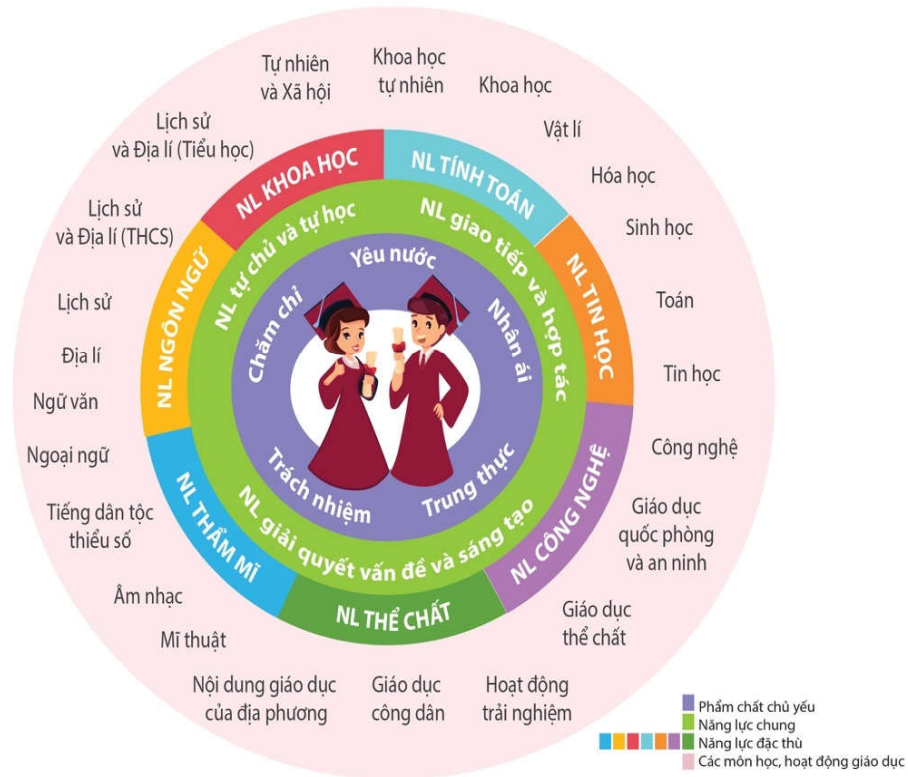 Tự nhiên
và Xã hội
Khoa học
tự nhiên
Khoa học
Vật lí
Hóa học
Sinh học
Toán
Tin học
Công nghệ
Giáo dục
quốc phòng
và an ninh
Giáo dục
thể chất
Hoạt động
trải nghiệm
Giáo dục
công dân
Nội dung giáo dục
của địa phương
Mĩ thuật
Âm nhạc
Tiếng dân tộc
thiểu số
Ngoại ngữ
Ngữ văn
Địa lí
Lịch sử
Lịch sử
và Địa lí (THCS)
Lịch sử
và Địa lí (Tiểu học)
NL KHOA HỌC
NL TÍNH TOÁN
NL TIN HỌC
NL CÔNG NGHỆ
NL THỂ CHẤT
NL THẨM MĨ
NL NGÔN NGỮ
NL tự chủ và tự học
NL giao tiếp và hợp tác
NL giải quyết vấn đề và sáng tạo
Yêu nước
Nhân ái
Trung thực
Trách nhiệm
Chăm chỉ
Phẩm chất chủ yếu
Năng lực chung
Năng lực đặc thù
Các môn học, hoạt động giáo dục